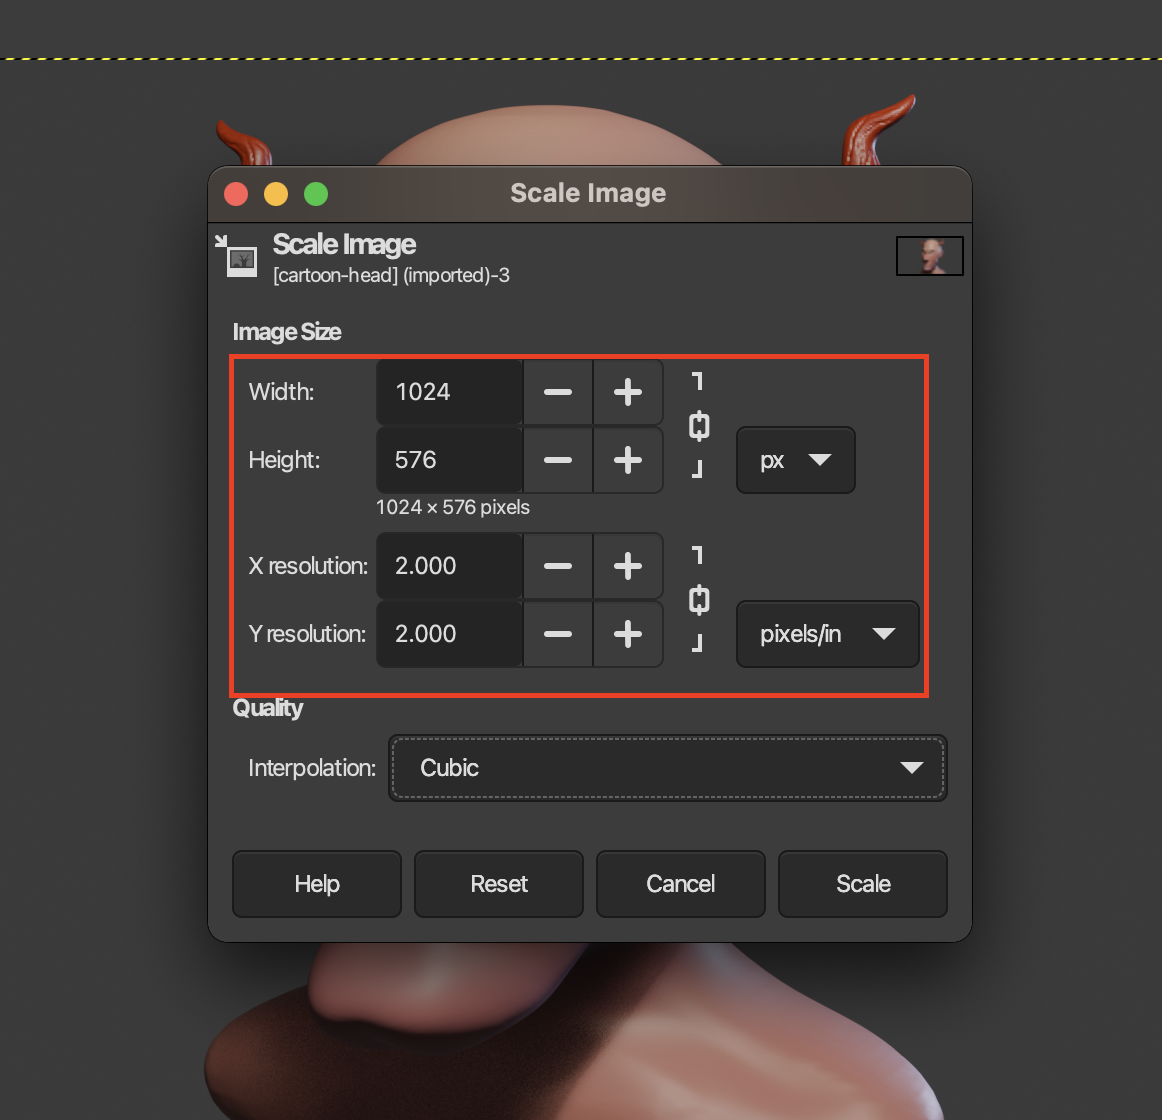 Scale Image
Scale Image
[cartoon-head] (imported)-3
Image Size
Width: 1024
Height: 576 px
1024 × 576 pixels
X resolution: 2.000
Y resolution: 2.000 pixels/in
Quality
Interpolation: Cubic
Help Reset Cancel Scale